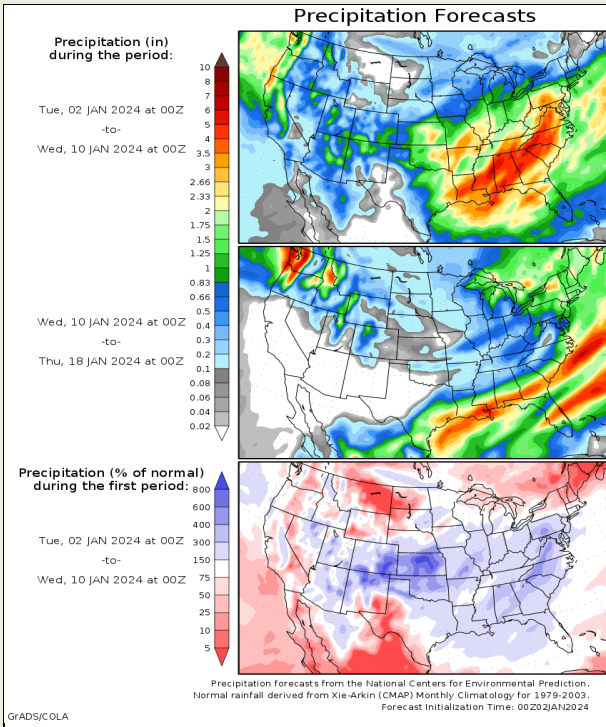 Precipitation Forecasts
Precipitation (in)
during the period:
Tue, 02 JAN 2024 at 00Z
-to-
Wed, 10 JAN 2024 at 00Z
10
8
7
6
5
4
3.5
3
2.66
2.33
2
1.75
1.5
1.25
1
0.83
0.66
0.5
0.4
0.3
0.2
0.1
0.08
0.06
0.04
0.02
Wed, 10 JAN 2024 at 00Z
-to-
Thu, 18 JAN 2024 at 00Z
Precipitation (% of normal)
during the first period:
Tue, 02 JAN 2024 at 00Z
-to-
Wed, 10 JAN 2024 at 00Z
800
600
400
300
150
75
50
25
10
5
Precipitation forecasts from the National Centers for Environmental Prediction.
Normal rainfall derived from Xie-Arkin (CMAP) Monthly Climatology for 1979-2003.
Forecast Initialization Time: 00Z02JAN2024
GrADS/COLA